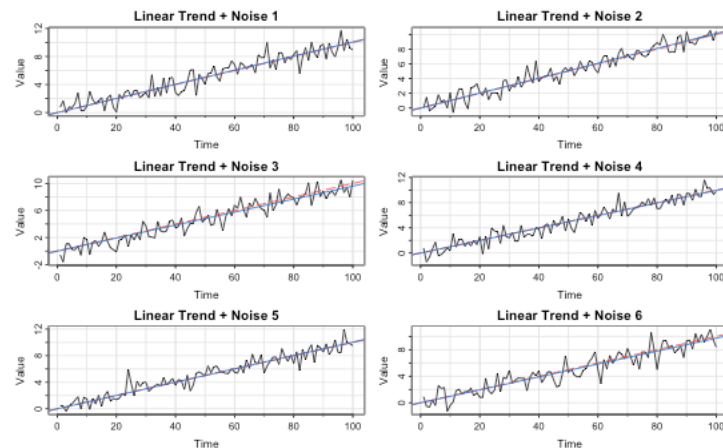 Linear Trend + Noise 1
Value
12
8
4
0
0 20 40 60 80 100
Time
Linear Trend + Noise 2
Value
8
6
4
2
0
0 20 40 60 80 100
Time
Linear Trend + Noise 3
Value
10
6
2
-2
0 20 40 60 80 100
Time
Linear Trend + Noise 4
Value
12
8
4
0
0 20 40 60 80 100
Time
Linear Trend + Noise 5
Value
12
8
4
0
0 20 40 60 80 100
Time
Linear Trend + Noise 6
Value
8
4
0
0 20 40 60 80 100
Time